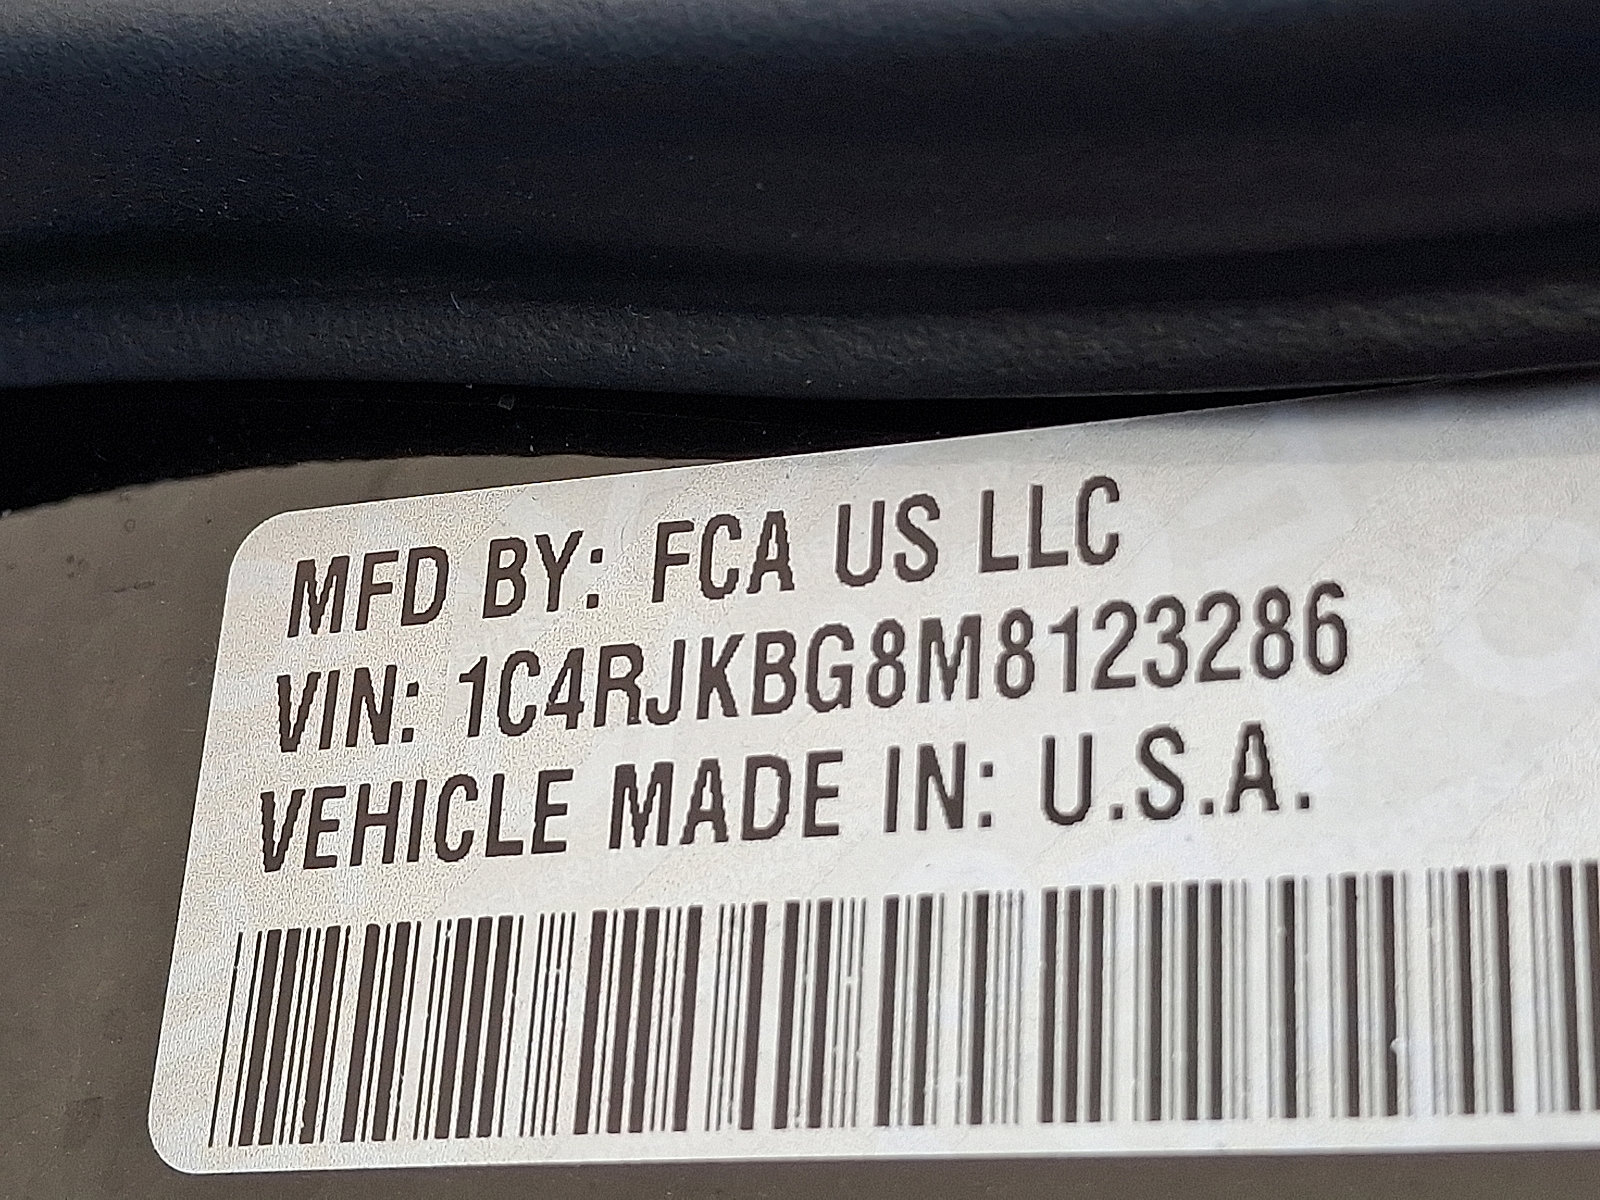 MFD BY: FCA US LLC
VIN: 1C4RJKBG8M8123286
VEHICLE MADE IN: U.S.A.